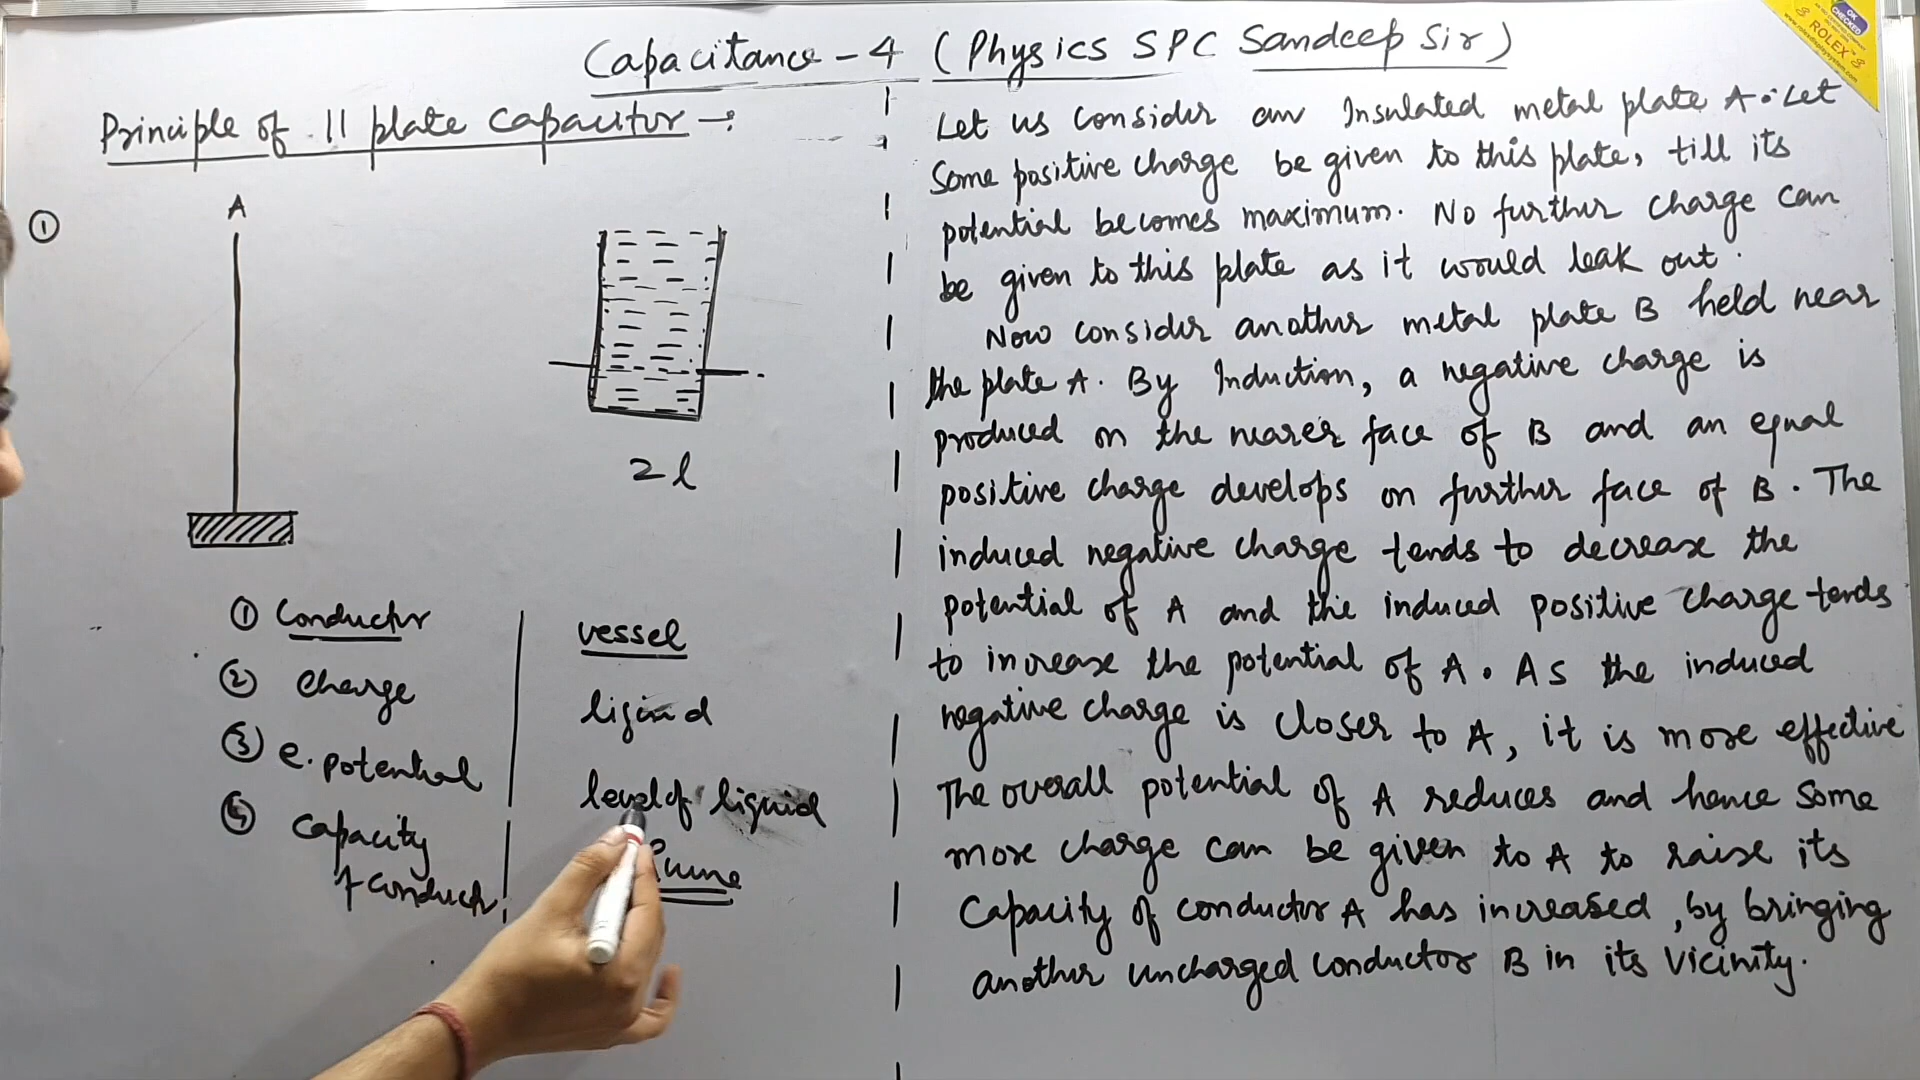 Capacitance - 4 (Physics SPC Sandeep Sir)
Principle of || plate capacitor →:
①
A
2 l
① Conductor
② Charge
③ e. potential
④ Capacity
of conduct
vessel
liquid
level of liquid
Let us consider an Insulated metal plate A. Let
Some positive charge be given to this plate, till its
potential becomes maximum. No further charge can
be given to this plate as it would leak out.
Now consider another metal plate B held near
the plate A. By Induction, a negative charge is
produced on the nearer face of B and an equal
positive charge develops on further face of B. The
induced negative charge tends to decrease the
potential of A and the induced positive charge tends
to increase the potential of A. As the induced
negative charge is closer to A, it is more effective
The overall potential of A reduces and hence some
more charge can be given to A to raise its
Capacity of conductor A has increased, by bringing
another uncharged conductor B in its vicinity.
OK
CHECKED
ROLEX